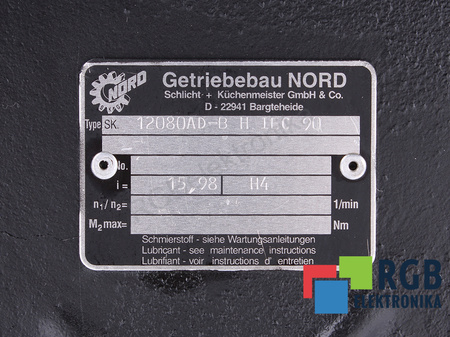 NORD
Getriebebau NORD
Schlicht + Küchenmeister GmbH & Co.
D - 22941 Bargteheide
Type SK. 12080AD-B H IEC 90
No.
i = 15,98 H4
n₁/n₂= 1/min
M₂max= Nm
Schmierstoff - siehe Wartungsanleitungen
Lubricant - see maintenance instructions
Lubrifiant - voir instructions d' entretien
RGB
ELEKTRONIKA